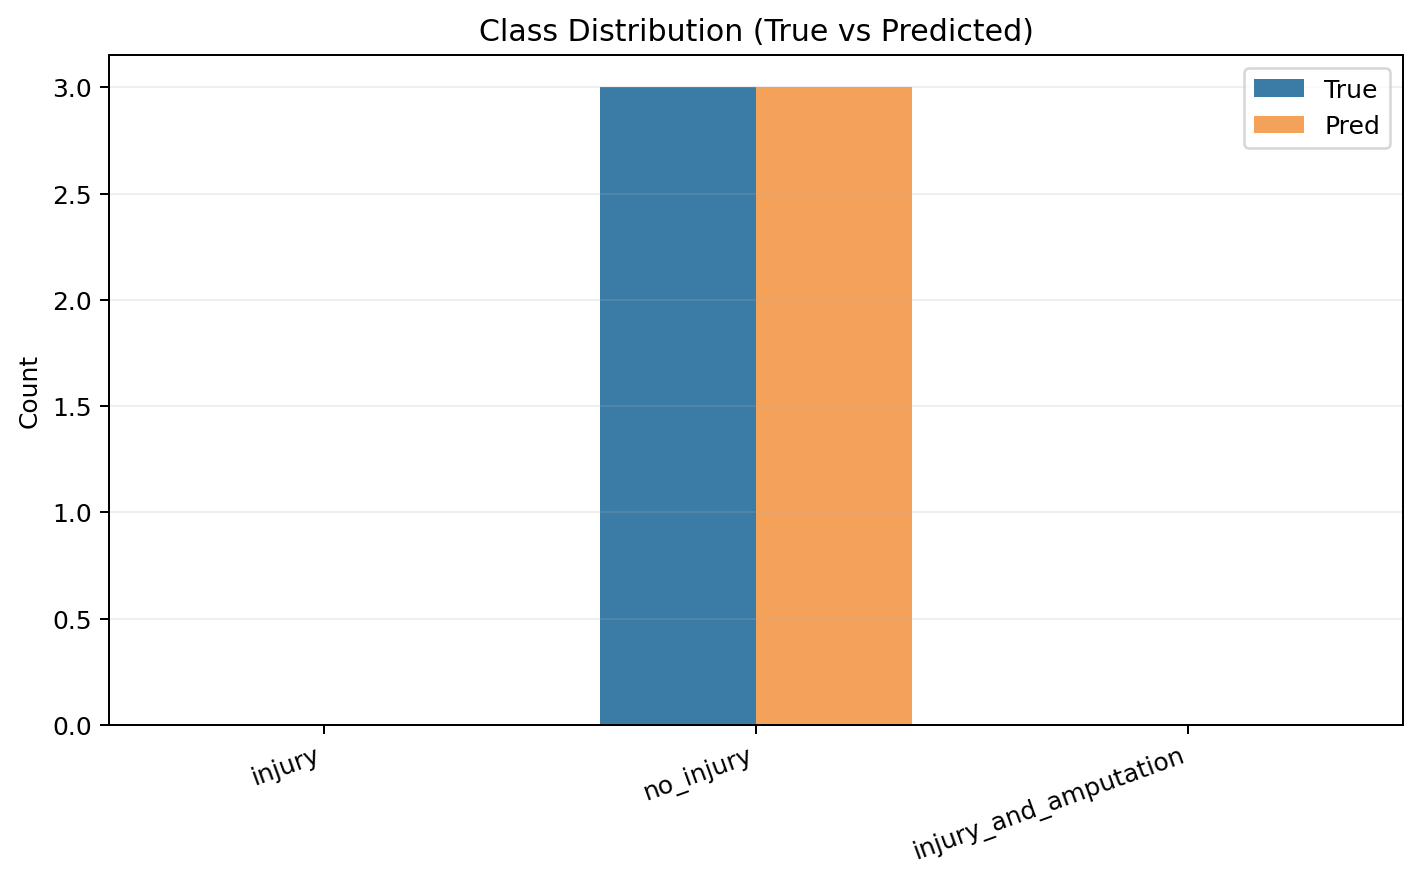 Class Distribution (True vs Predicted)
True
Pred
3.0
2.5
2.0
1.5
1.0
0.5
0.0
Count
injury
no_injury
injury_and_amputation